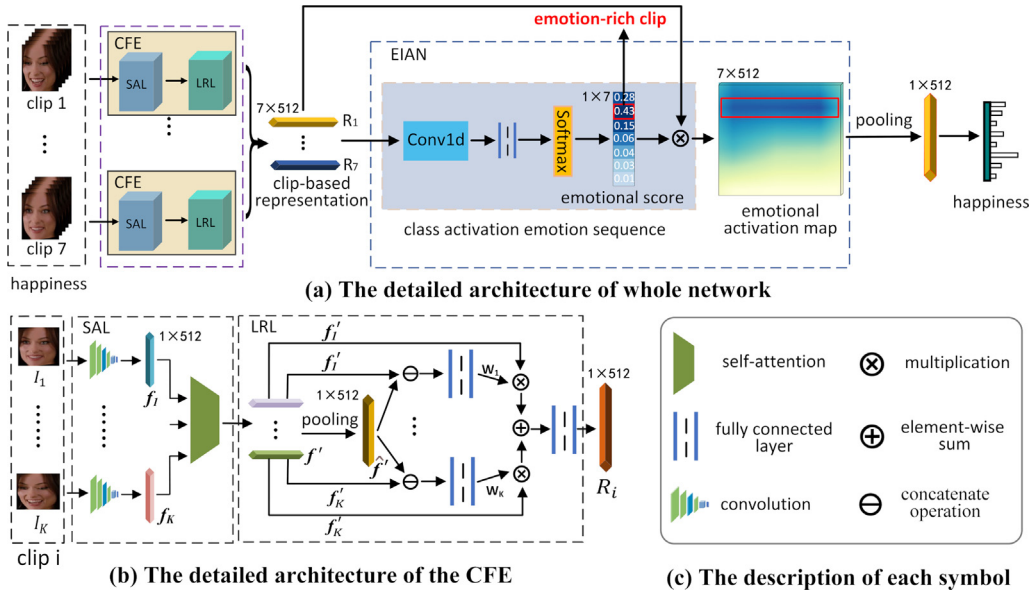 emotion-rich clip
CFE
SAL
LRL
clip 1
CFE
SAL
LRL
clip 7
happiness
7×512
R1
R7
clip-based
representation
EIAN
Conv1d
Softmax
1×7
0.28
0.43
0.15
0.06
0.04
0.03
0.01
emotional score
class activation emotion sequence
7×512
emotional
activation map
pooling
1×512
happiness
(a) The detailed architecture of whole network
I1
IK
clip i
SAL
1×512
fI
fK
LRL
f'I
f'I
1×512
pooling
f'
f̂'
f'K
f'K
W1
WK
1×512
Ri
(b) The detailed architecture of the CFE
self-attention
multiplication
fully connected
layer
element-wise
sum
convolution
concatenate
operation
(c) The description of each symbol